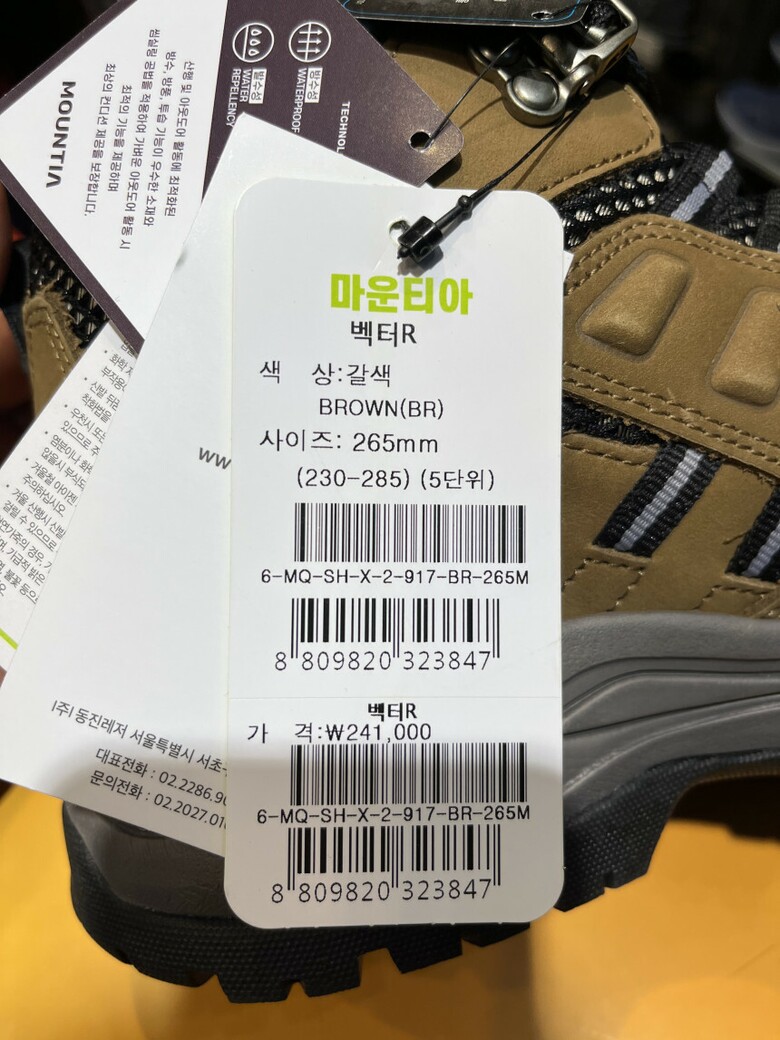 마운티아
벡터R
색 상:갈색
BROWN(BR)
사이즈: 265mm
(230-285) (5단위)
6-MQ-SH-X-2-917-BR-265M
8 809820 323847
벡터R
가 격:₩241,000
6-MQ-SH-X-2-917-BR-265M
8 809820 323847
MOUNTIA
산행 및 아웃도어 활동에 최적화된
방수, 방풍, 투습 기능이 우수한 소재와
씸실링 공법을 적용하여 가벼운 아웃도어 활동 시
최적의 기능을 제공하며
최상의 컨디션 제공을 보장합니다.
방수성
WATERPROOF
발수성
WATER
REPELLENCY
ww
(주) 동진레저 서울특별시 서초
대표전화 : 02.2286.9
문의전화 : 02.2027.01